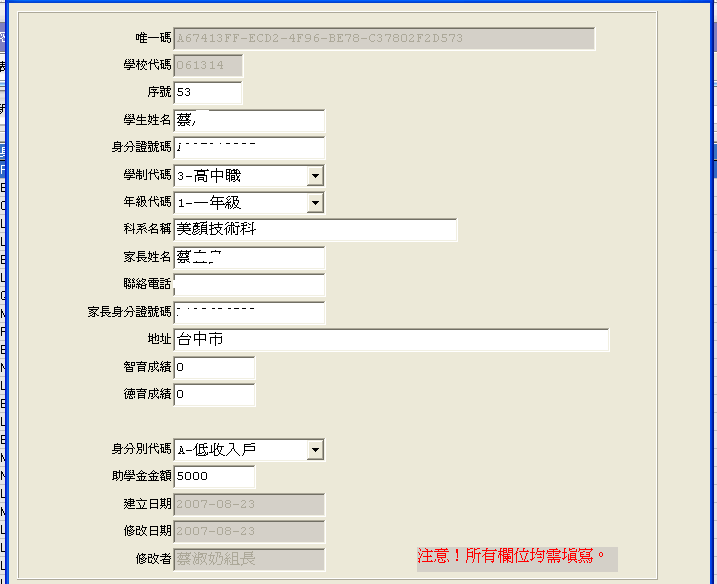 唯一碼 A67413FF-ECD2-4F96-BE78-C37802F2D573
學校代碼 061314
序號 53
學生姓名 蔡
身分證號碼
學制代碼 3-高中職
年級代碼 1-一年級
科系名稱 美顏技術科
家長姓名 蔡
聯絡電話
家長身分證號碼
地址 台中市
智育成績 0
德育成績 0
身分別代碼 A-低收入戶
助學金金額 5000
建立日期 2007-08-23
修改日期 2007-08-23
修改者 蔡淑奶組長
注意！所有欄位均需填寫。